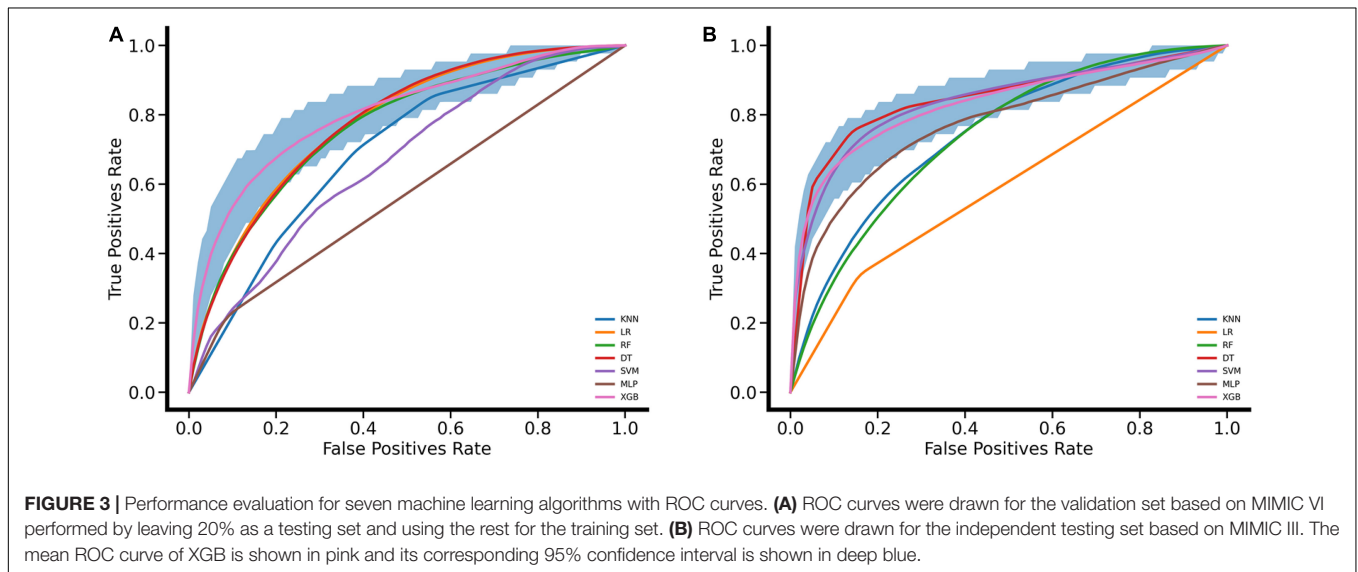 A
1.0
0.8
0.6
0.4
0.2
0.0
True Positives Rate
0.0 0.2 0.4 0.6 0.8 1.0
False Positives Rate
KNN
LR
RF
DT
SVM
MLP
XGB
B
1.0
0.8
0.6
0.4
0.2
0.0
True Positives Rate
0.0 0.2 0.4 0.6 0.8 1.0
False Positives Rate
KNN
LR
RF
DT
SVM
MLP
XGB
FIGURE 3 | Performance evaluation for seven machine learning algorithms with ROC curves. (A) ROC curves were drawn for the validation set based on MIMIC VI
performed by leaving 20% as a testing set and using the rest for the training set. (B) ROC curves were drawn for the independent testing set based on MIMIC III. The
mean ROC curve of XGB is shown in pink and its corresponding 95% confidence interval is shown in deep blue.